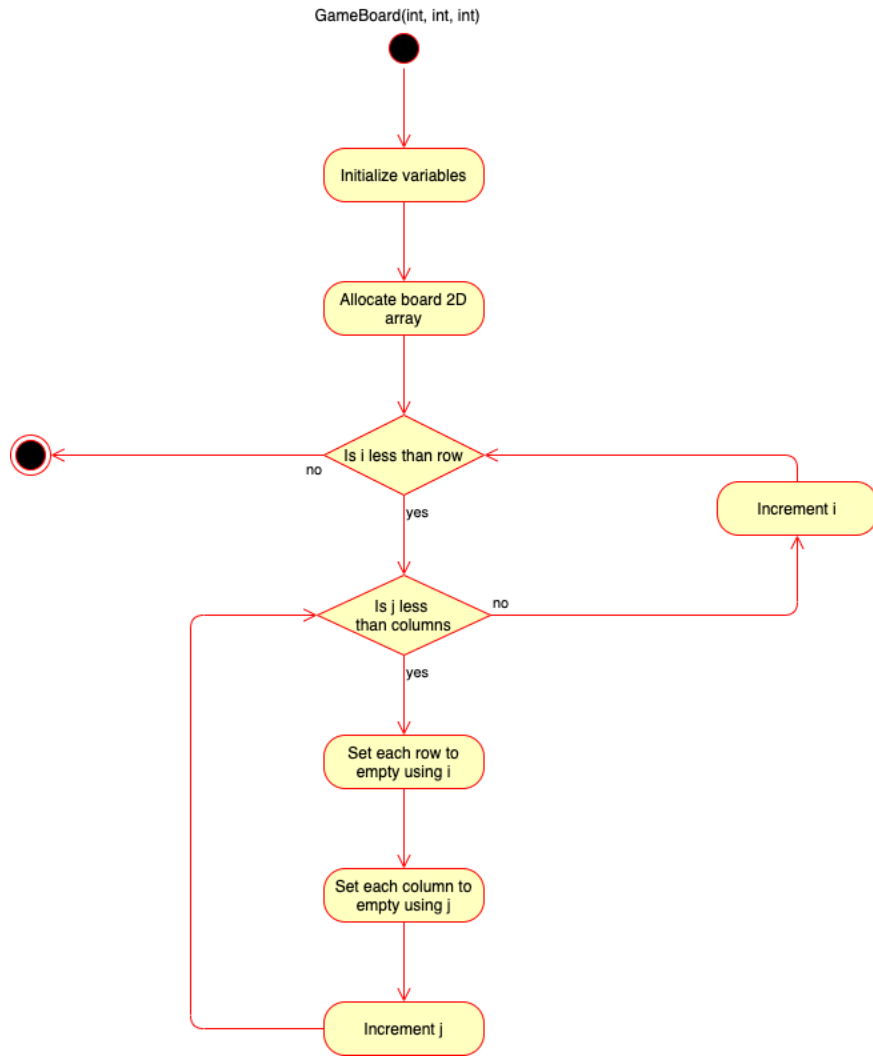 GameBoard(int, int, int)
Initialize variables
Allocate board 2D
array
Is i less than row
no
yes
Increment i
Is j less
than columns
no
yes
Set each row to
empty using i
Set each column to
empty using j
Increment j